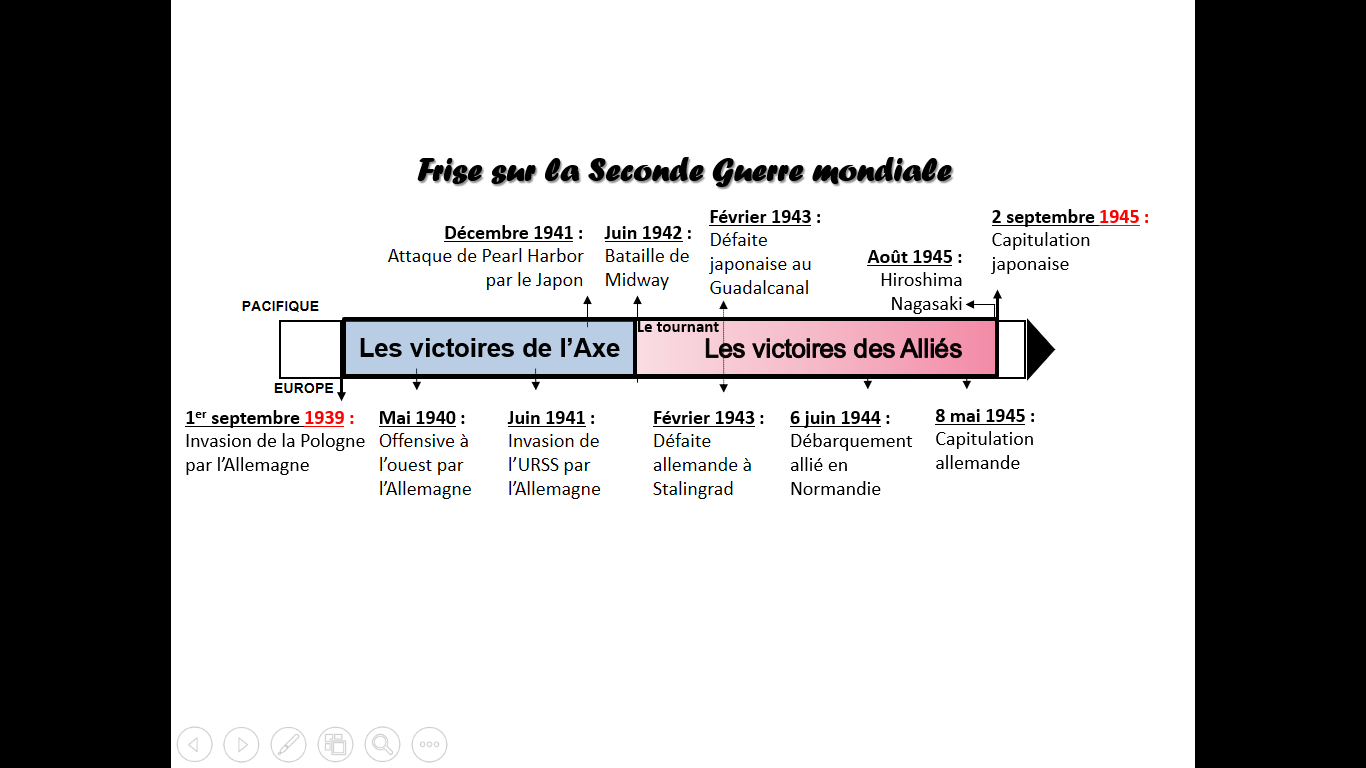 Frise sur la Seconde Guerre mondiale
Décembre 1941 :
Attaque de Pearl Harbor
par le Japon
Juin 1942 :
Bataille de
Midway
Février 1943 :
Défaite
japonaise au
Guadalcanal
Août 1945 :
Hiroshima
Nagasaki
2 septembre 1945 :
Capitulation
japonaise
PACIFIQUE
Les victoires de l’Axe
Le tournant
Les victoires des Alliés
EUROPE
1er septembre 1939 :
Invasion de la Pologne
par l’Allemagne
Mai 1940 :
Offensive à
l’ouest par
l’Allemagne
Juin 1941 :
Invasion de
l’URSS par
l’Allemagne
Février 1943 :
Défaite
allemande à
Stalingrad
6 juin 1944 :
Débarquement
allié en
Normandie
8 mai 1945 :
Capitulation
allemande